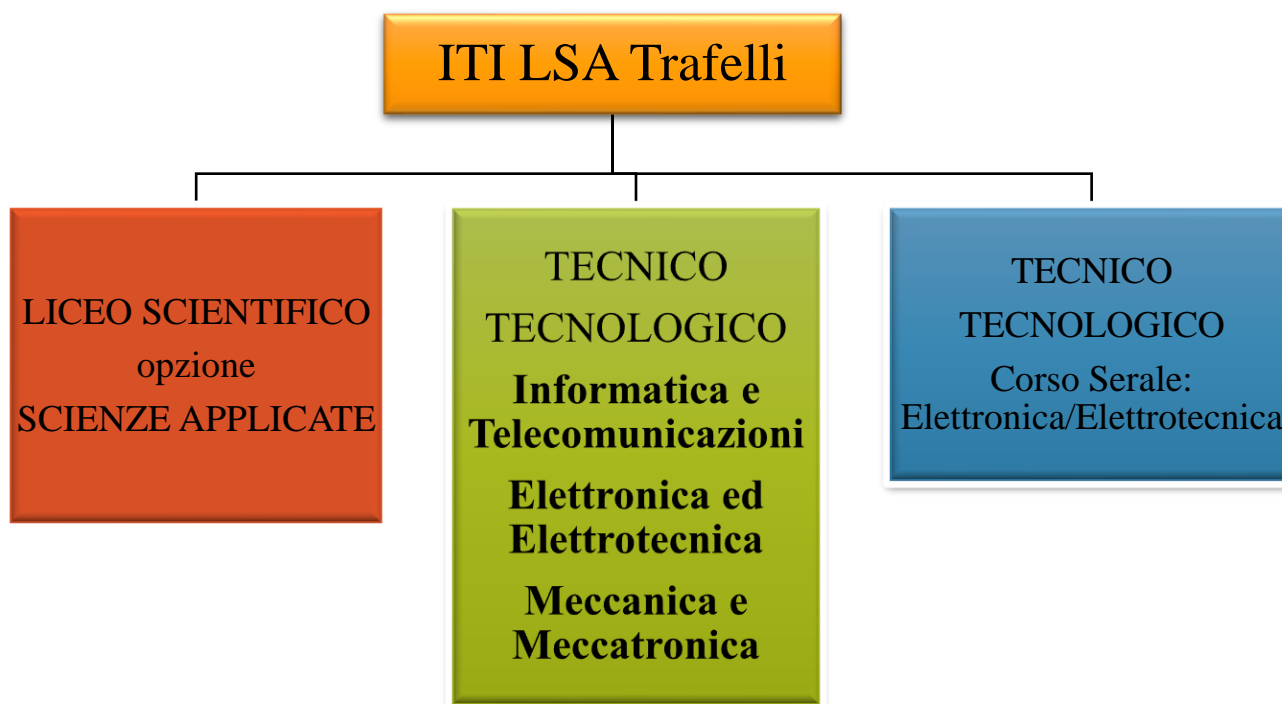 ITI LSA Trafelli
LICEO SCIENTIFICO
opzione
SCIENZE APPLICATE
TECNICO
TECNOLOGICO
Informatica e
Telecomunicazioni
Elettronica ed
Elettrotecnica
Meccanica e
Meccatronica
TECNICO
TECNOLOGICO
Corso Serale:
Elettronica/Elettrotecnica